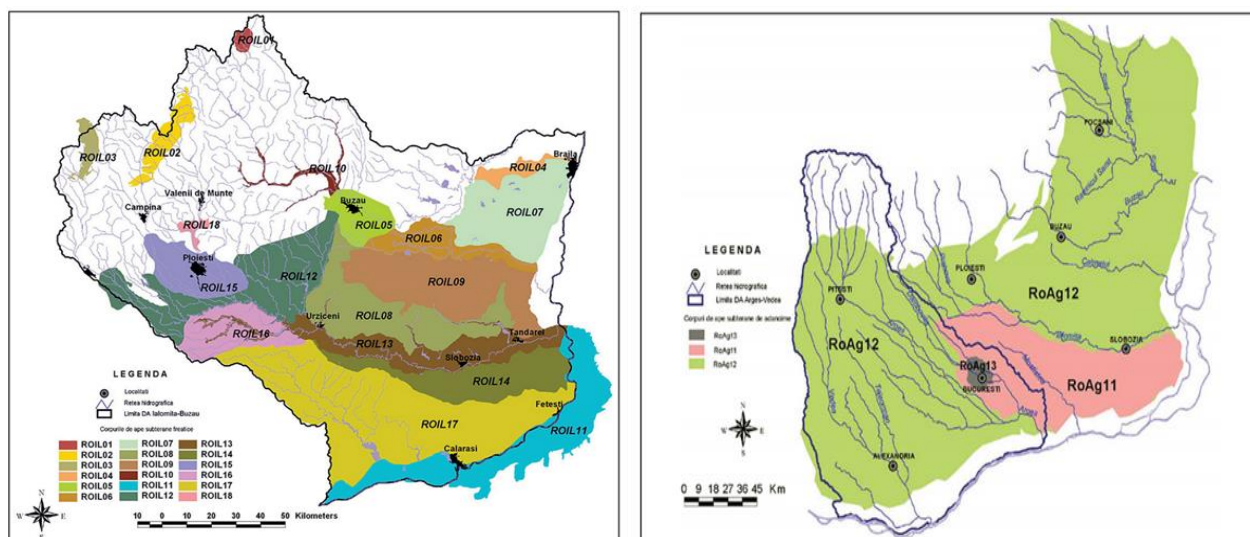 ROIL01
ROIL03
ROIL02
ROIL10
ROIL04
Braila
Valenii de Munte
Campina
Buzau
ROIL07
ROIL18
ROIL05
ROIL06
Ploiesti
ROIL12
ROIL15
ROIL09
Urziceni
ROIL08
Tandarei
ROIL13
Slobozia
ROIL14
Fetesti
ROIL17
ROIL11
Calarasi
LEGENDA
Localitati
Retea hidrografica
Limita DA Ialomita-Buzau
Corpurile de ape subterane freatice
ROIL01 ROIL07 ROIL13
ROIL02 ROIL08 ROIL14
ROIL03 ROIL09 ROIL15
ROIL04 ROIL10 ROIL16
ROIL05 ROIL11 ROIL17
ROIL06 ROIL12 ROIL18
N
W E
S
10 0 10 20 30 40 50 Kilometers
FOCSANI
Buzau
BUZAU
PLOIESTI
PITESTI
RoAg12
RoAg12
SLOBOZIA
RoAg13
BUCURESTI
RoAg11
ALEXANDRIA
LEGENDA
Localitati
Retea hidrografica
Limita DA Arges-Vedea
Corpuri de ape subterane de adancime
RoAg13
RoAg11
RoAg12
N
W E
S
0 9 18 27 36 45 Km